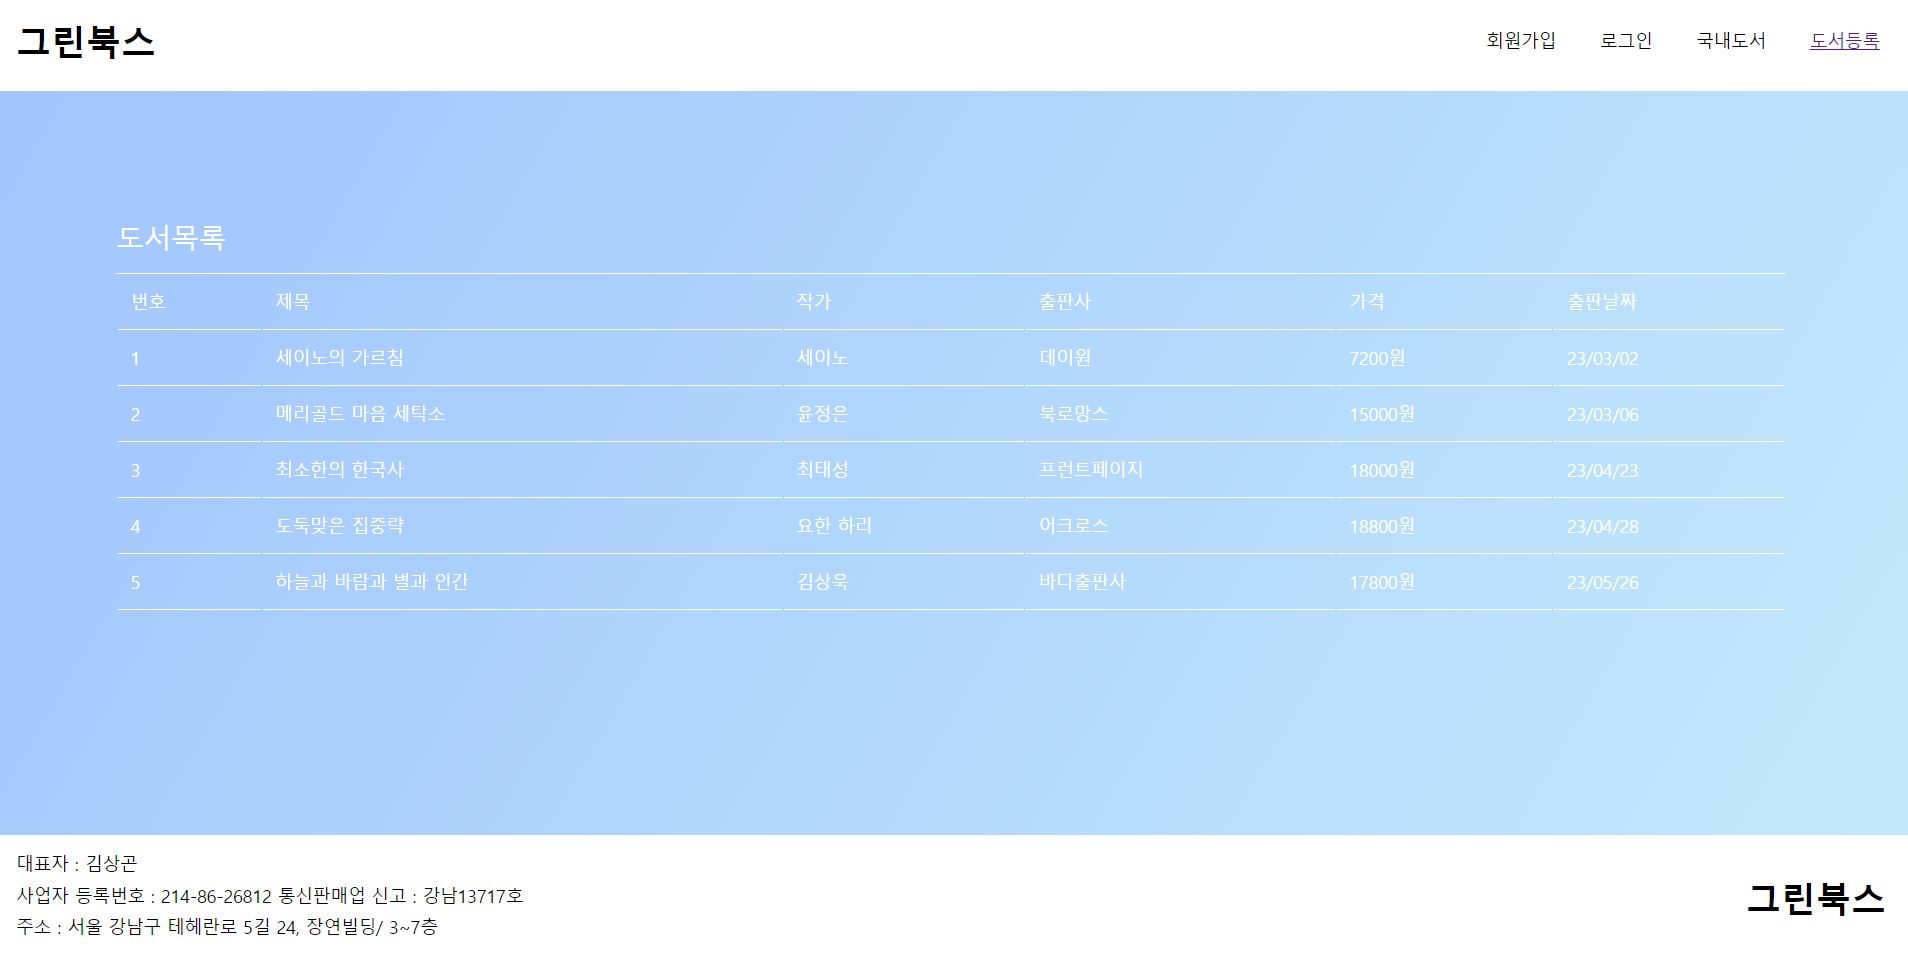 그린북스
회원가입 로그인 국내도서 도서등록
도서목록
번호 제목 작가 출판사 가격 출판날짜
1 세이노의 가르침 세이노 데이원 7200원 23/03/02
2 메리골드 마음 세탁소 윤정은 북로망스 15000원 23/03/06
3 최소한의 한국사 최태성 프런트페이지 18000원 23/04/23
4 도둑맞은 집중략 요한 하리 어크로스 18800원 23/04/28
5 하늘과 바람과 별과 인간 김상욱 바다출판사 17800원 23/05/26
대표자 : 김상곤
사업자 등록번호 : 214-86-26812 통신판매업 신고 : 강남13717호
주소 : 서울 강남구 테헤란로 5길 24, 장연빌딩/ 3~7층
그린북스